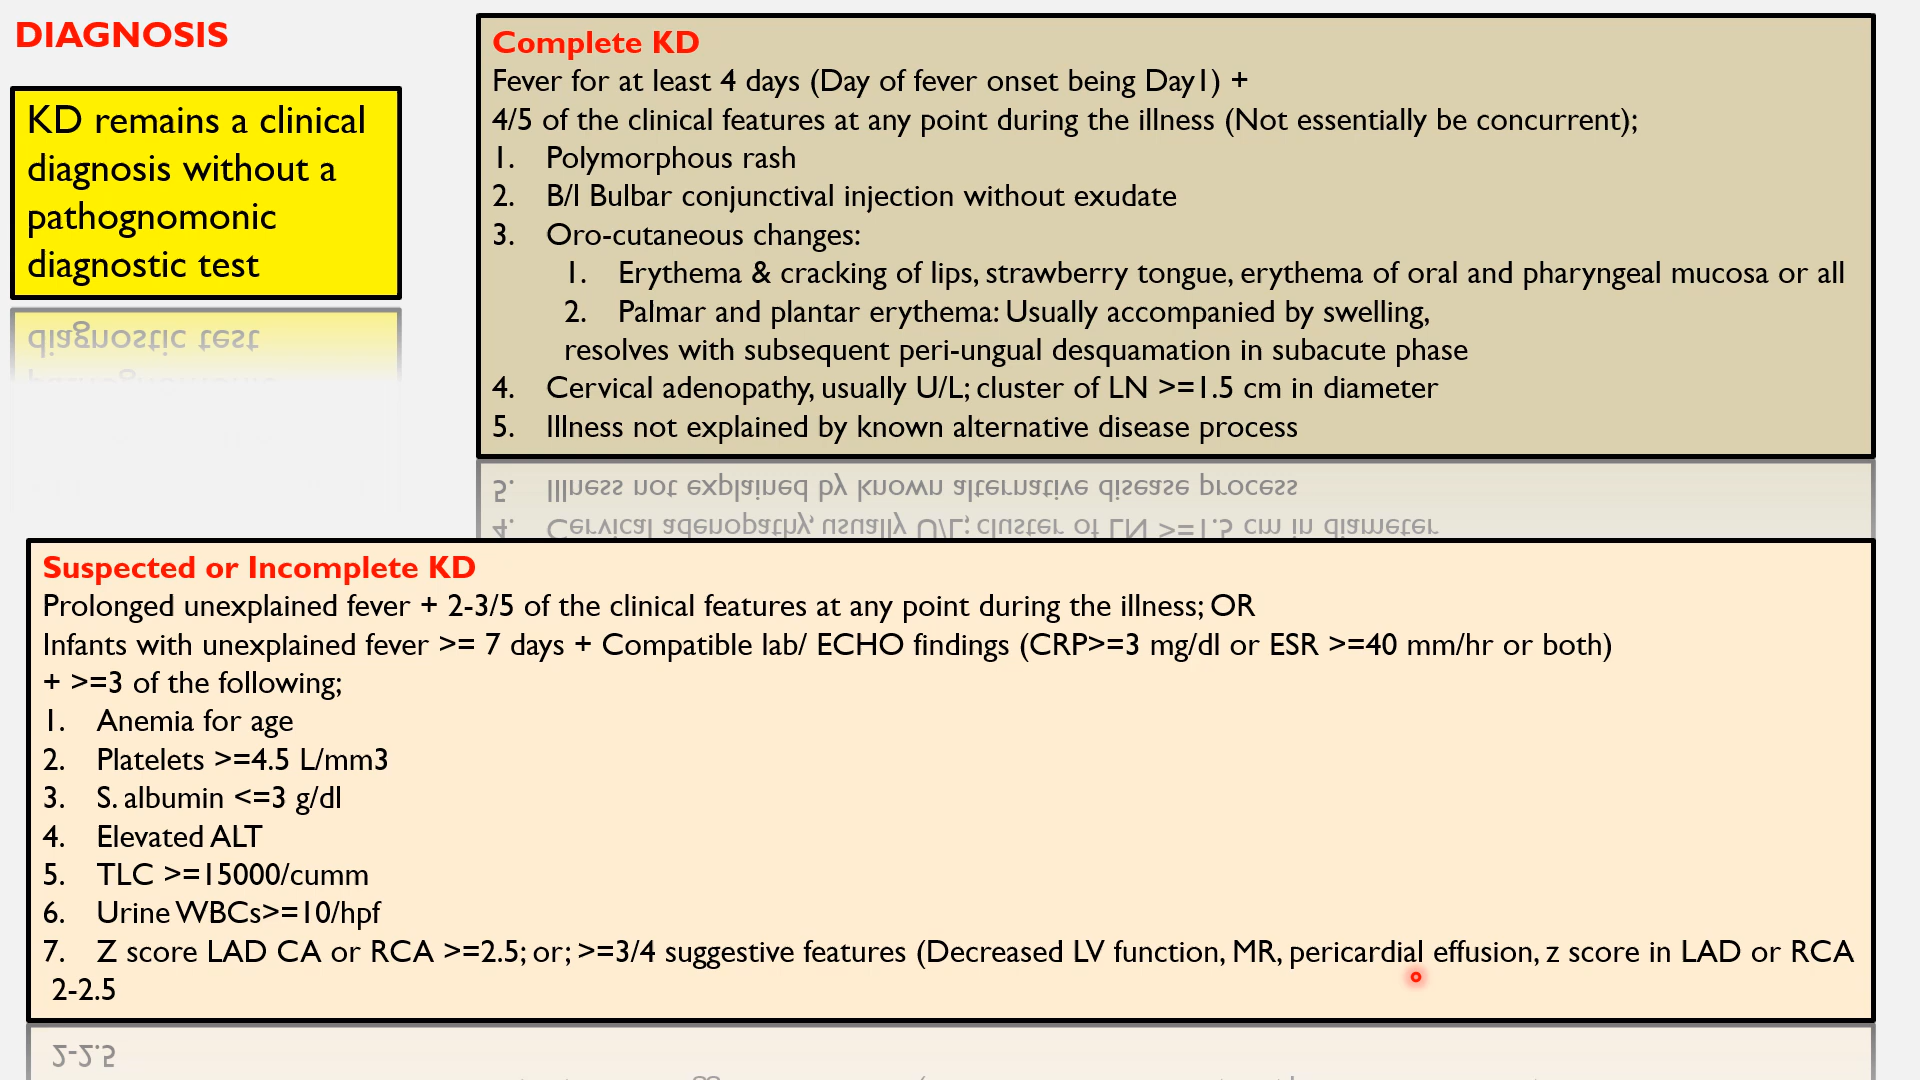 DIAGNOSIS
KD remains a clinical
diagnosis without a
pathognomonic
diagnostic test
Complete KD
Fever for at least 4 days (Day of fever onset being Day1) +
4/5 of the clinical features at any point during the illness (Not essentially be concurrent);
1. Polymorphous rash
2. B/l Bulbar conjunctival injection without exudate
3. Oro-cutaneous changes:
1. Erythema & cracking of lips, strawberry tongue, erythema of oral and pharyngeal mucosa or all
2. Palmar and plantar erythema: Usually accompanied by swelling,
resolves with subsequent peri-ungual desquamation in subacute phase
4. Cervical adenopathy, usually U/L; cluster of LN >=1.5 cm in diameter
5. Illness not explained by known alternative disease process
Suspected or Incomplete KD
Prolonged unexplained fever + 2-3/5 of the clinical features at any point during the illness; OR
Infants with unexplained fever >= 7 days + Compatible lab/ ECHO findings (CRP>=3 mg/dl or ESR >=40 mm/hr or both)
+ >=3 of the following;
1. Anemia for age
2. Platelets >=4.5 L/mm3
3. S. albumin <=3 g/dl
4. Elevated ALT
5. TLC >=15000/cumm
6. Urine WBCs>=10/hpf
7. Z score LAD CA or RCA >=2.5; or; >=3/4 suggestive features (Decreased LV function, MR, pericardial effusion, z score in LAD or RCA
2-2.5